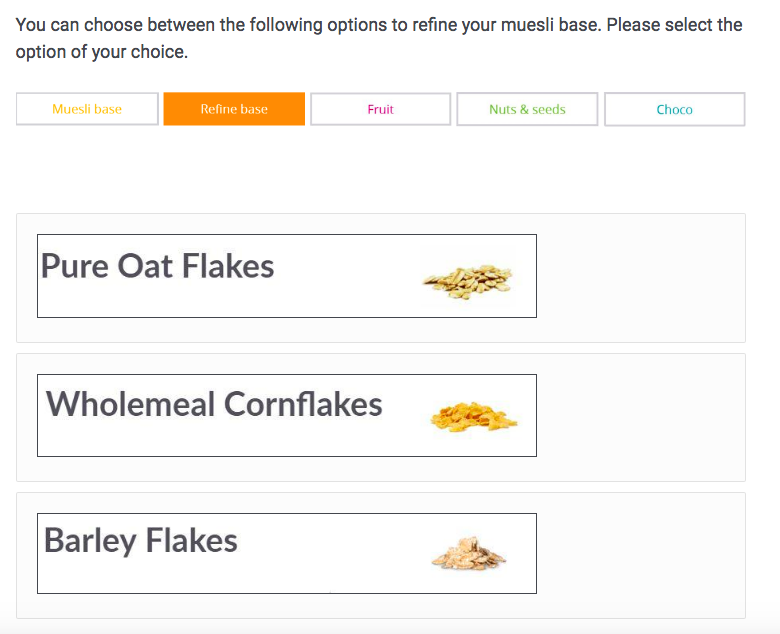 You can choose between the following options to refine your muesli base. Please select the
option of your choice.
Muesli base
Refine base
Fruit
Nuts & seeds
Choco
Pure Oat Flakes
Wholemeal Cornflakes
Barley Flakes